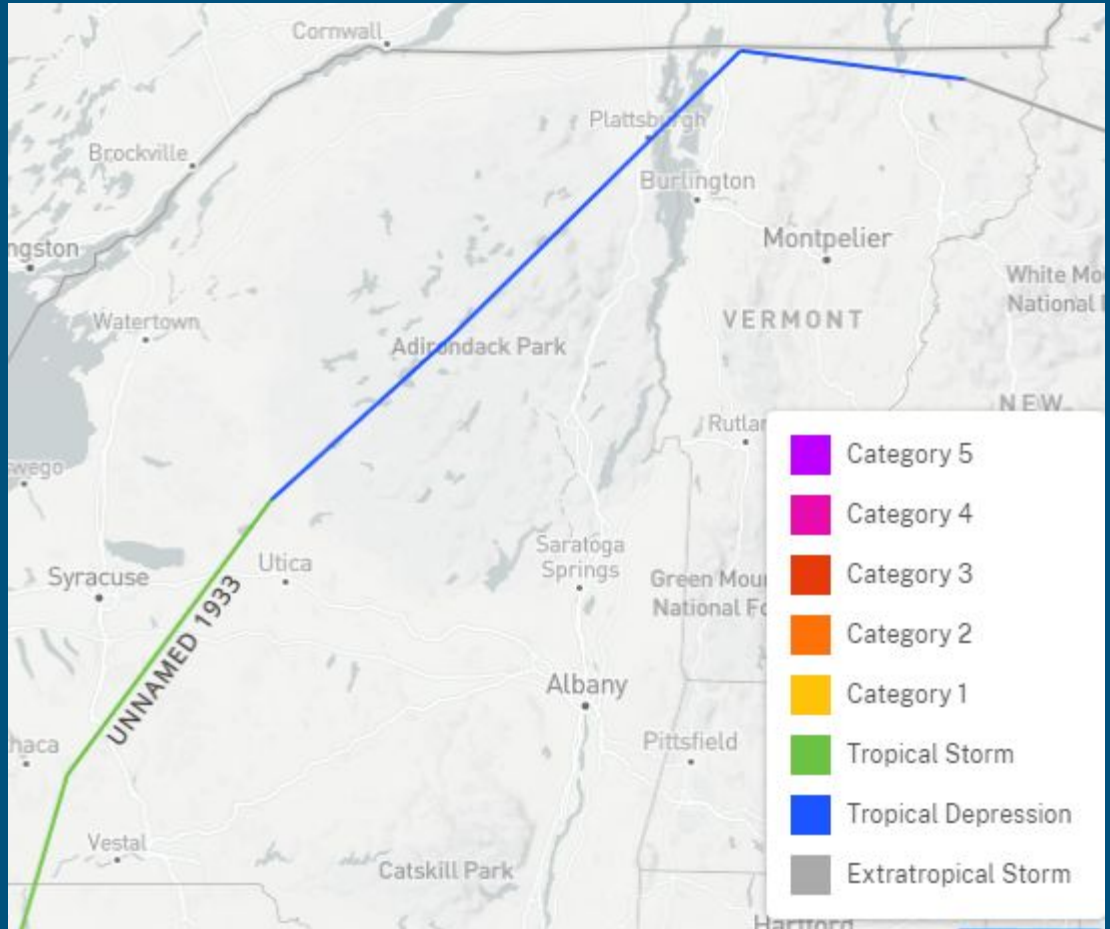 Cornwall
Plattsburgh
Brockville
Burlington
ngston
Montpelier
White Mo
National
Watertown
VERMONT
Adirondack Park
NEW
Rutlan
swego
Category 5
Category 4
Saratoga
Springs
Utica
Syracuse
Green Moun
National Fo
Category 3
UNNAMED 1933
Category 2
Albany
Category 1
haca
Pittsfield
Tropical Storm
Tropical Depression
Vestal
Catskill Park
Extratropical Storm
Hartford